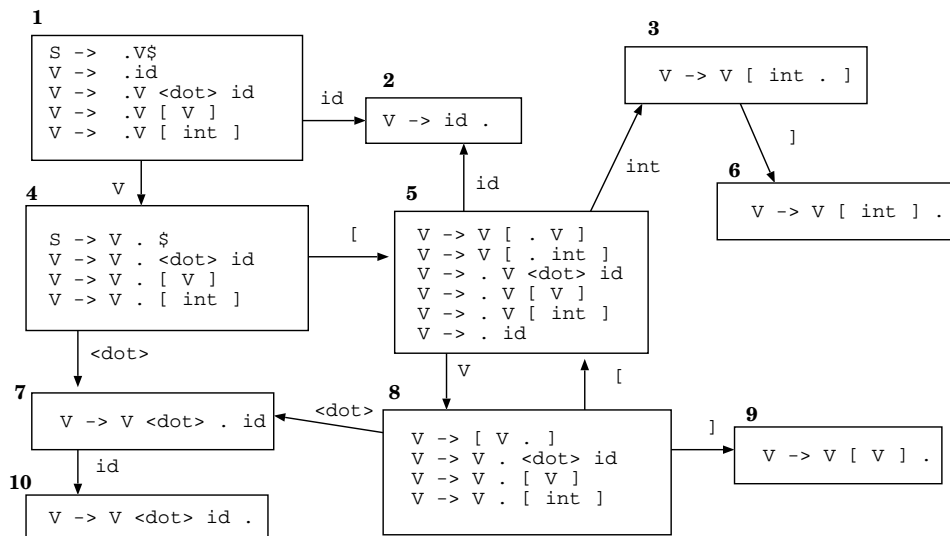 1
S -> .V$
V -> .id
V -> .V <dot> id
V -> .V [ V ]
V -> .V [ int ]
id
2
V -> id .
3
V -> V [ int . ]
]
6
V -> V [ int ] .
V
id
int
4
S -> V . $
V -> V . <dot> id
V -> V . [ V ]
V -> V . [ int ]
[
5
V -> V [ . V ]
V -> V [ . int ]
V -> . V <dot> id
V -> . V [ V ]
V -> . V [ int ]
V -> . id
<dot>
V
[
7
V -> V <dot> . id
<dot>
8
V -> [ V . ]
V -> V . <dot> id
V -> V . [ V ]
V -> V . [ int ]
]
9
V -> V [ V ] .
id
10
V -> V <dot> id .